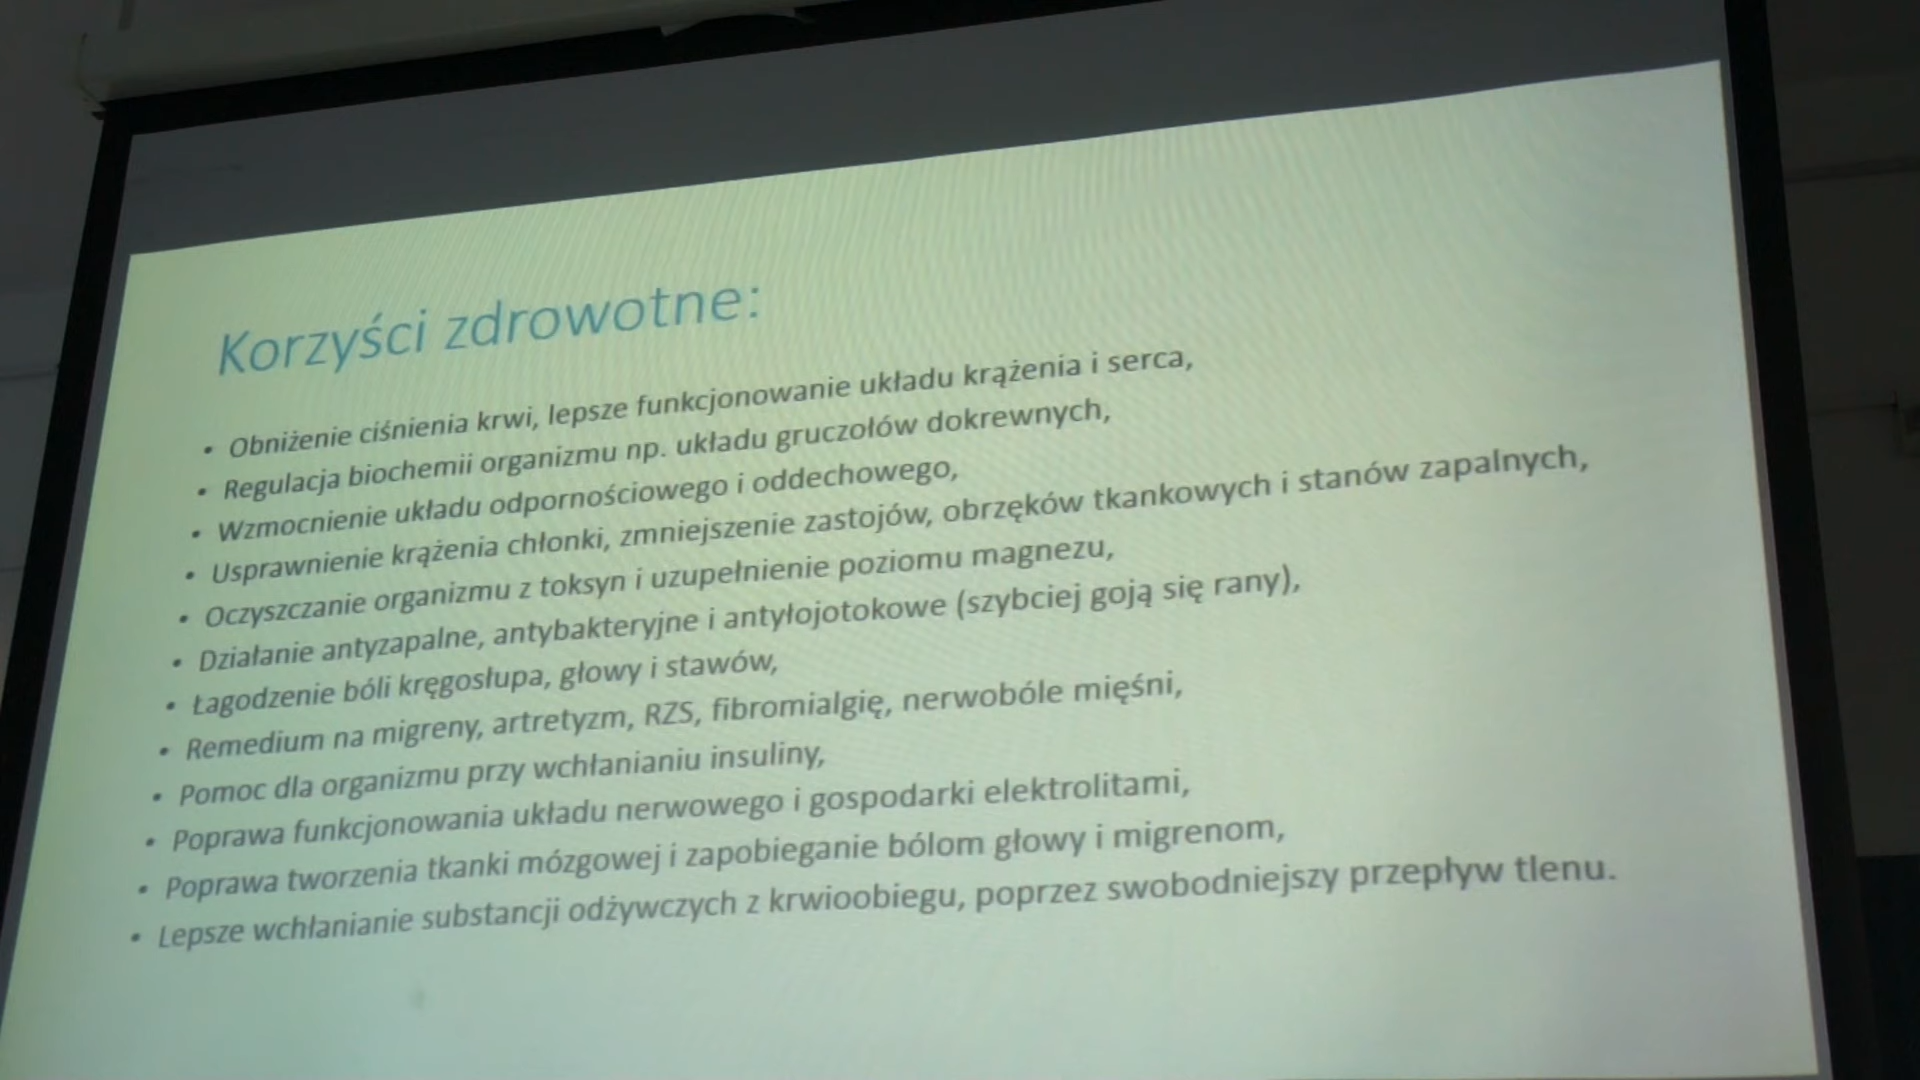 Korzyści zdrowotne:
• Obniżenie ciśnienia krwi, lepsze funkcjonowanie układu krążenia i serca,
• Regulacja biochemii organizmu np. układu gruczołów dokrewnych,
• Wzmocnienie układu odpornościowego i oddechowego,
• Usprawnienie krążenia chłonki, zmniejszenie zastojów, obrzęków tkankowych i stanów zapalnych,
• Oczyszczanie organizmu z toksyn i uzupełnienie poziomu magnezu,
• Działanie antyzapalne, antybakteryjne i antyłojotokowe (szybciej goją się rany),
• Łagodzenie bóli kręgosłupa, głowy i stawów,
• Remedium na migreny, artretyzm, RZS, fibromialgię, nerwobóle mięśni,
• Pomoc dla organizmu przy wchłanianiu insuliny,
• Poprawa funkcjonowania układu nerwowego i gospodarki elektrolitami,
• Poprawa tworzenia tkanki mózgowej i zapobieganie bólom głowy i migrenom,
• Lepsze wchłanianie substancji odżywczych z krwioobiegu, poprzez swobodniejszy przepływ tlenu.